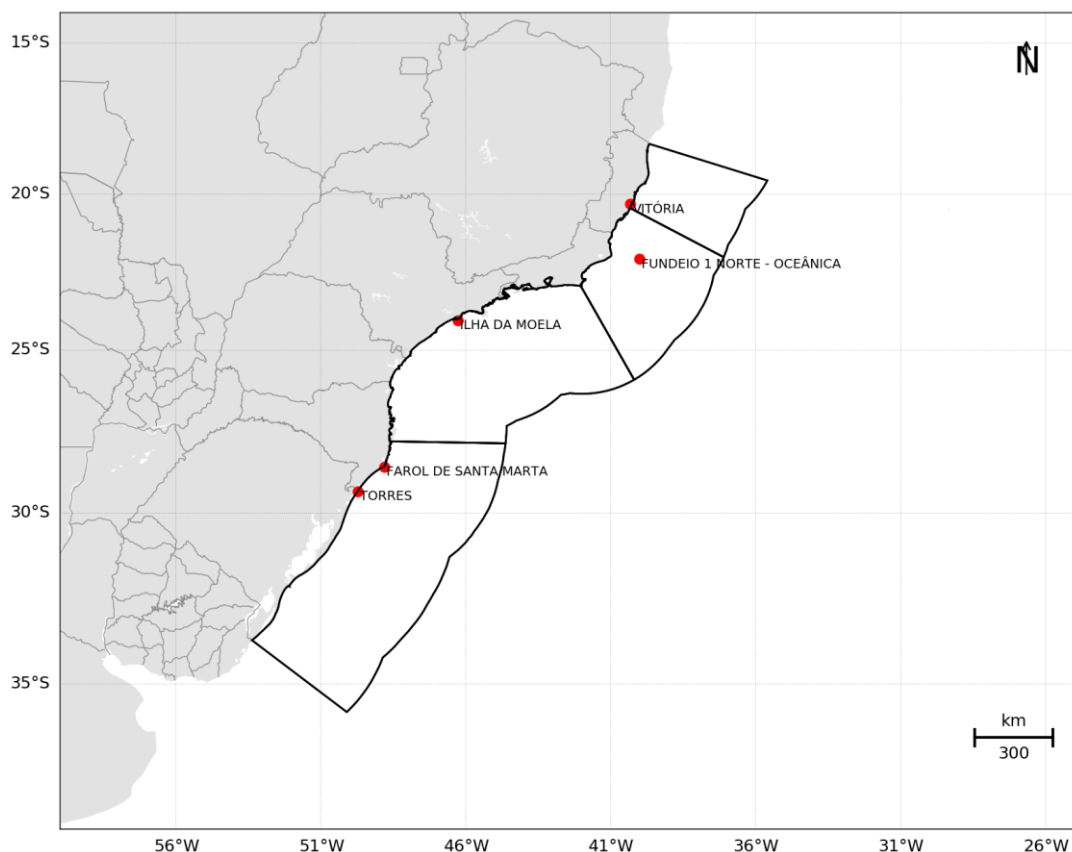 15°S
N
20°S
VITÓRIA
FUNDEIO 1 NORTE - OCEÂNICA
ILHA DA MOELA
25°S
FAROL DE SANTA MARTA
TORRES
30°S
35°S
km
300
56°W 51°W 46°W 41°W 36°W 31°W 26°W